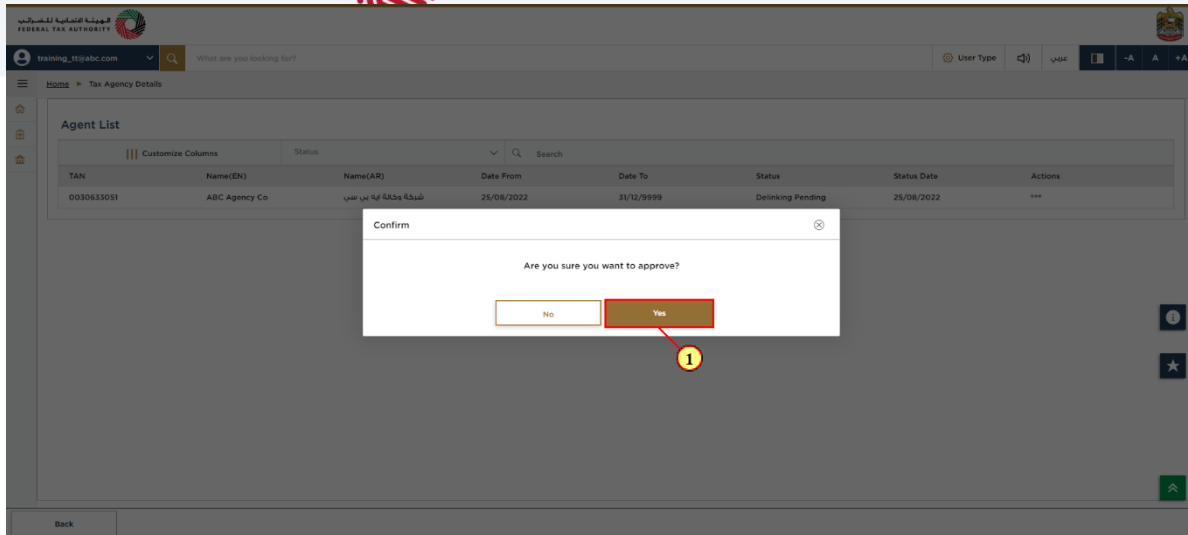 الهيئة الاتحادية للضرائب
FEDERAL TAX AUTHORITY
training_tt@abc.com
What are you looking for?
User Type
عربي
-A
A
+A
Home
Tax Agency Details
Agent List
Customize Columns
Status
Search
TAN Name(EN) Name(AR) Date From Date To Status Status Date Actions
0030633051 ABC Agency Co شركة وكالة ايه بي سي 25/08/2022 31/12/9999 Delinking Pending 25/08/2022 ***
Confirm
Are you sure you want to approve?
No
Yes
1
Back